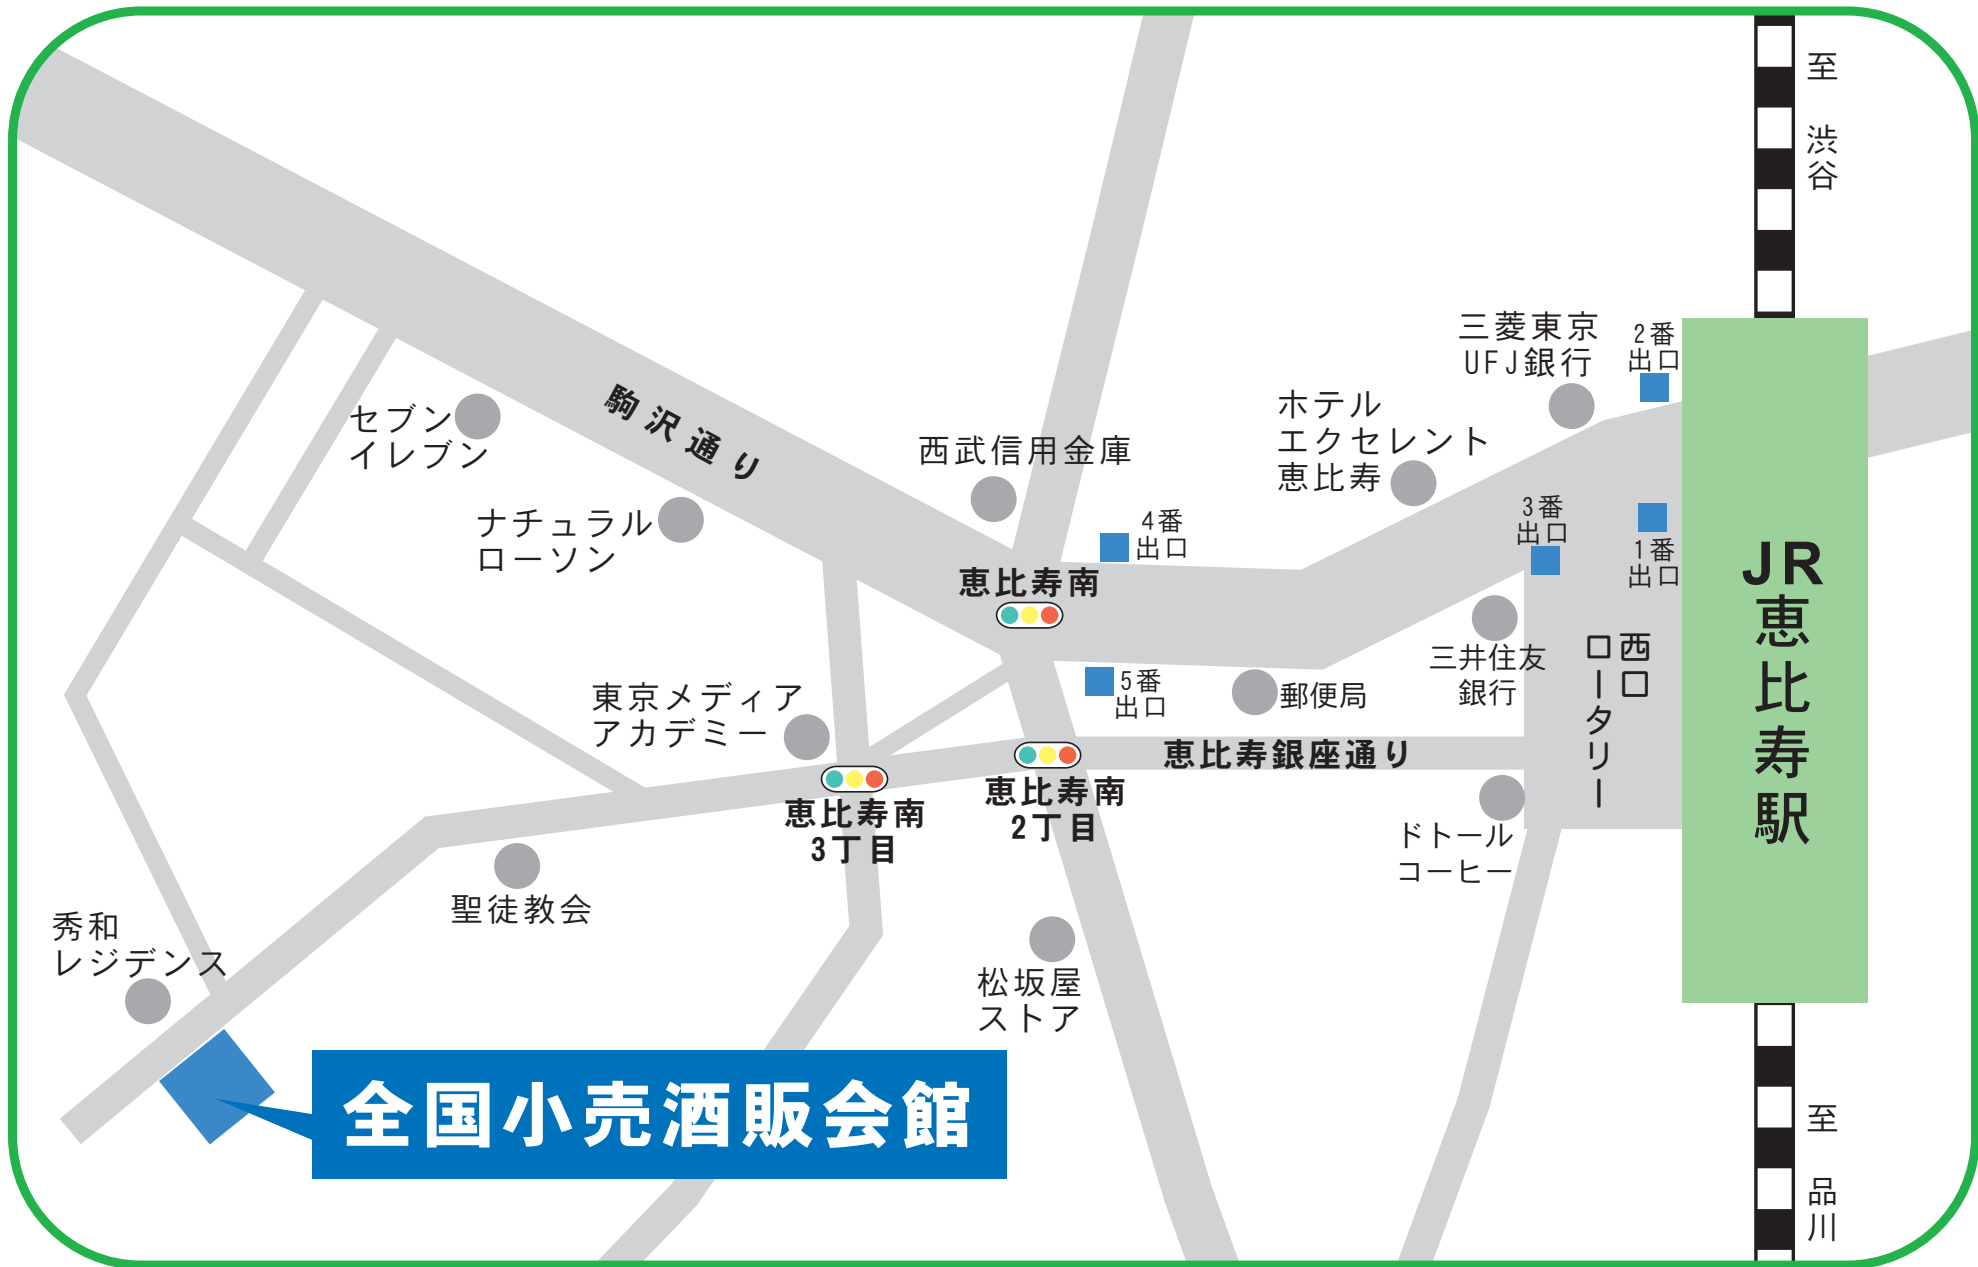 至
渋谷
三菱東京
UFJ銀行
2番
出口
ホテル
エクセレント
恵比寿
セブン
イレブン
駒沢通り
西武信用金庫
ナチュラル
ローソン
4番
出口
3番
出口
1番
出口
恵比寿南
JR恵比寿駅
西口
ロータリー
三井住友
銀行
5番
出口
郵便局
東京メディア
アカデミー
恵比寿銀座通り
恵比寿南
2丁目
恵比寿南
3丁目
ドトール
コーヒー
聖徒教会
秀和
レジデンス
松坂屋
ストア
全国小売酒販会館
至
品川